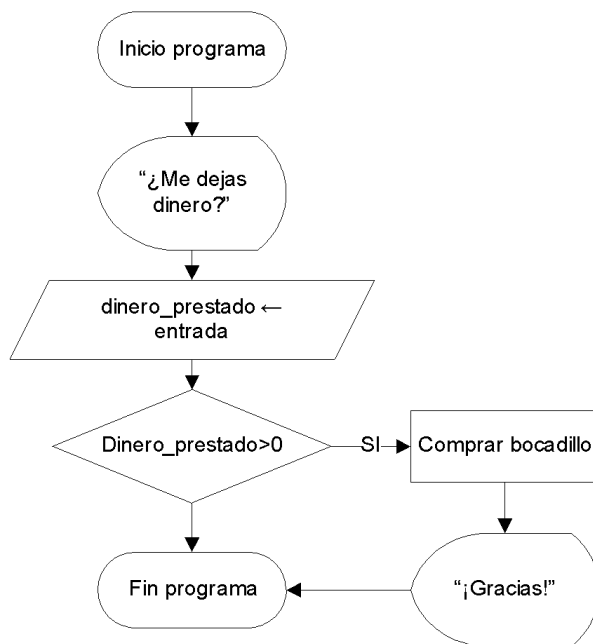 Inicio programa
“¿Me dejas
dinero?”
dinero_prestado ←
entrada
Dinero_prestado>0
SI
Comprar bocadillo
“¡Gracias!”
Fin programa